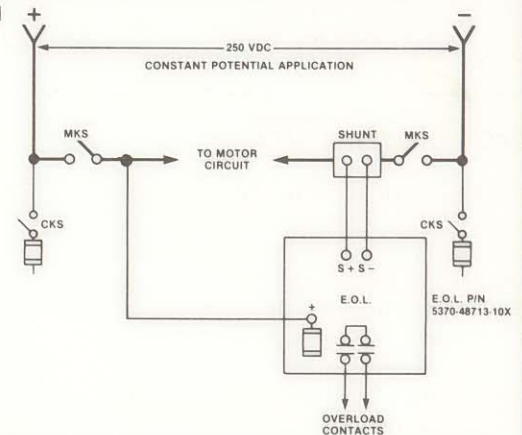 + −
250 VDC
CONSTANT POTENTIAL APPLICATION
MKS
TO MOTOR
CIRCUIT
SHUNT
MKS
CKS
CKS
S + S −
E.O.L.
E.O.L. P/N
5370-48713-10X
+
OVERLOAD
CONTACTS